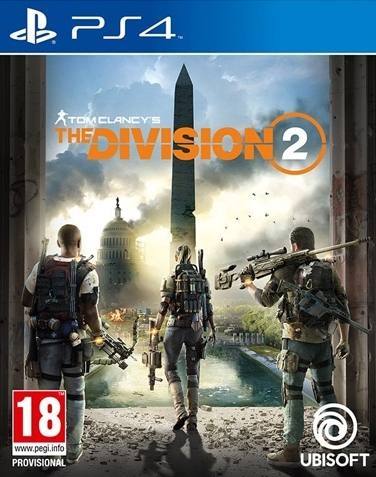 PS4
TOM CLANCY'S
THE DIVISION 2
18
www.pegi.info
PROVISIONAL
UBISOFT